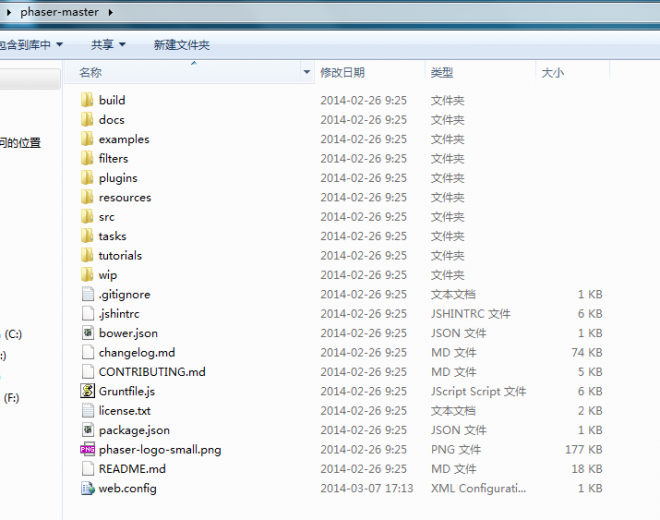 phaser-master
包含到库中 共享 新建文件夹
名称 修改日期 类型 大小
build 2014-02-26 9:25 文件夹
docs 2014-02-26 9:25 文件夹
examples 2014-02-26 9:25 文件夹
filters 2014-02-26 9:25 文件夹
plugins 2014-02-26 9:25 文件夹
问的位置
resources 2014-02-26 9:25 文件夹
src 2014-02-26 9:25 文件夹
tasks 2014-02-26 9:25 文件夹
tutorials 2014-02-26 9:25 文件夹
wip 2014-02-26 9:25 文件夹
.gitignore 2014-02-26 9:25 文本文档 1 KB
.jshintrc 2014-02-26 9:25 JSHINTRC 文件 6 KB
(C:)
bower.json 2014-02-26 9:25 JSON 文件 1 KB
:)
changelog.md 2014-02-26 9:25 MD 文件 74 KB
CONTRIBUTING.md 2014-02-26 9:25 MD 文件 5 KB
(F:)
Gruntfile.js 2014-02-26 9:25 JScript Script 文件 6 KB
license.txt 2014-02-26 9:25 文本文档 2 KB
package.json 2014-02-26 9:25 JSON 文件 1 KB
phaser-logo-small.png 2014-02-26 9:25 PNG 文件 177 KB
README.md 2014-02-26 9:25 MD 文件 18 KB
web.config 2014-03-07 17:13 XML Configurati... 1 KB